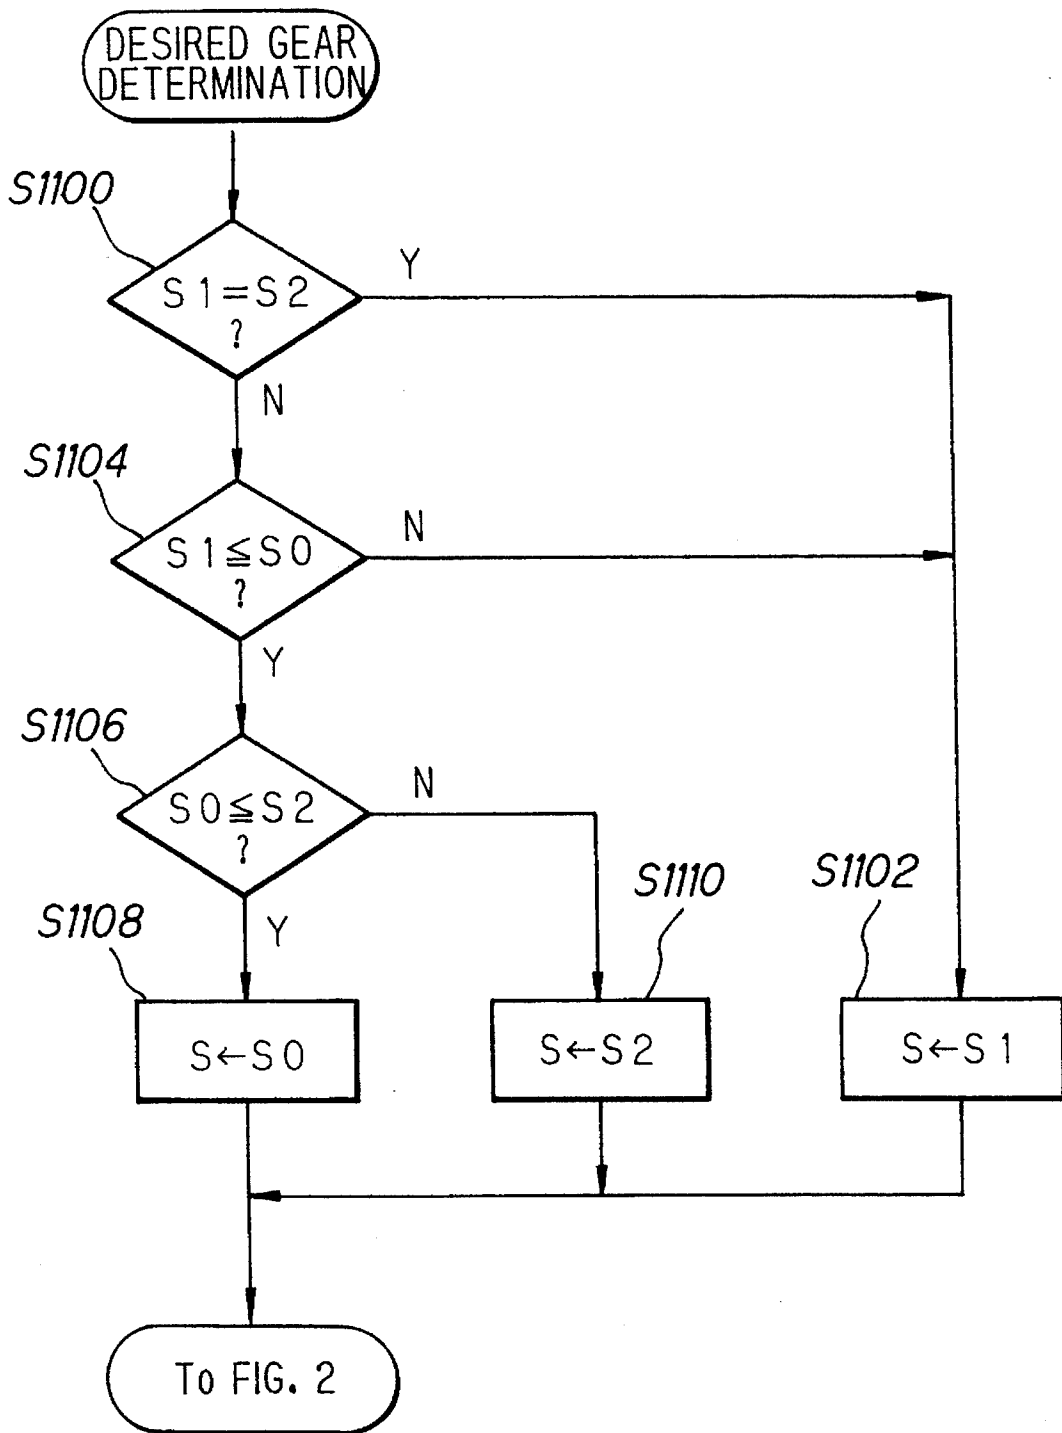 DESIRED GEAR
DETERMINATION
S1100
S1=S2
?
Y
N
S1104
S1≦S0
?
N
Y
S1106
S0≦S2
?
N
Y
S1108
S←S0
S1110
S←S2
S1102
S←S1
To FIG. 2